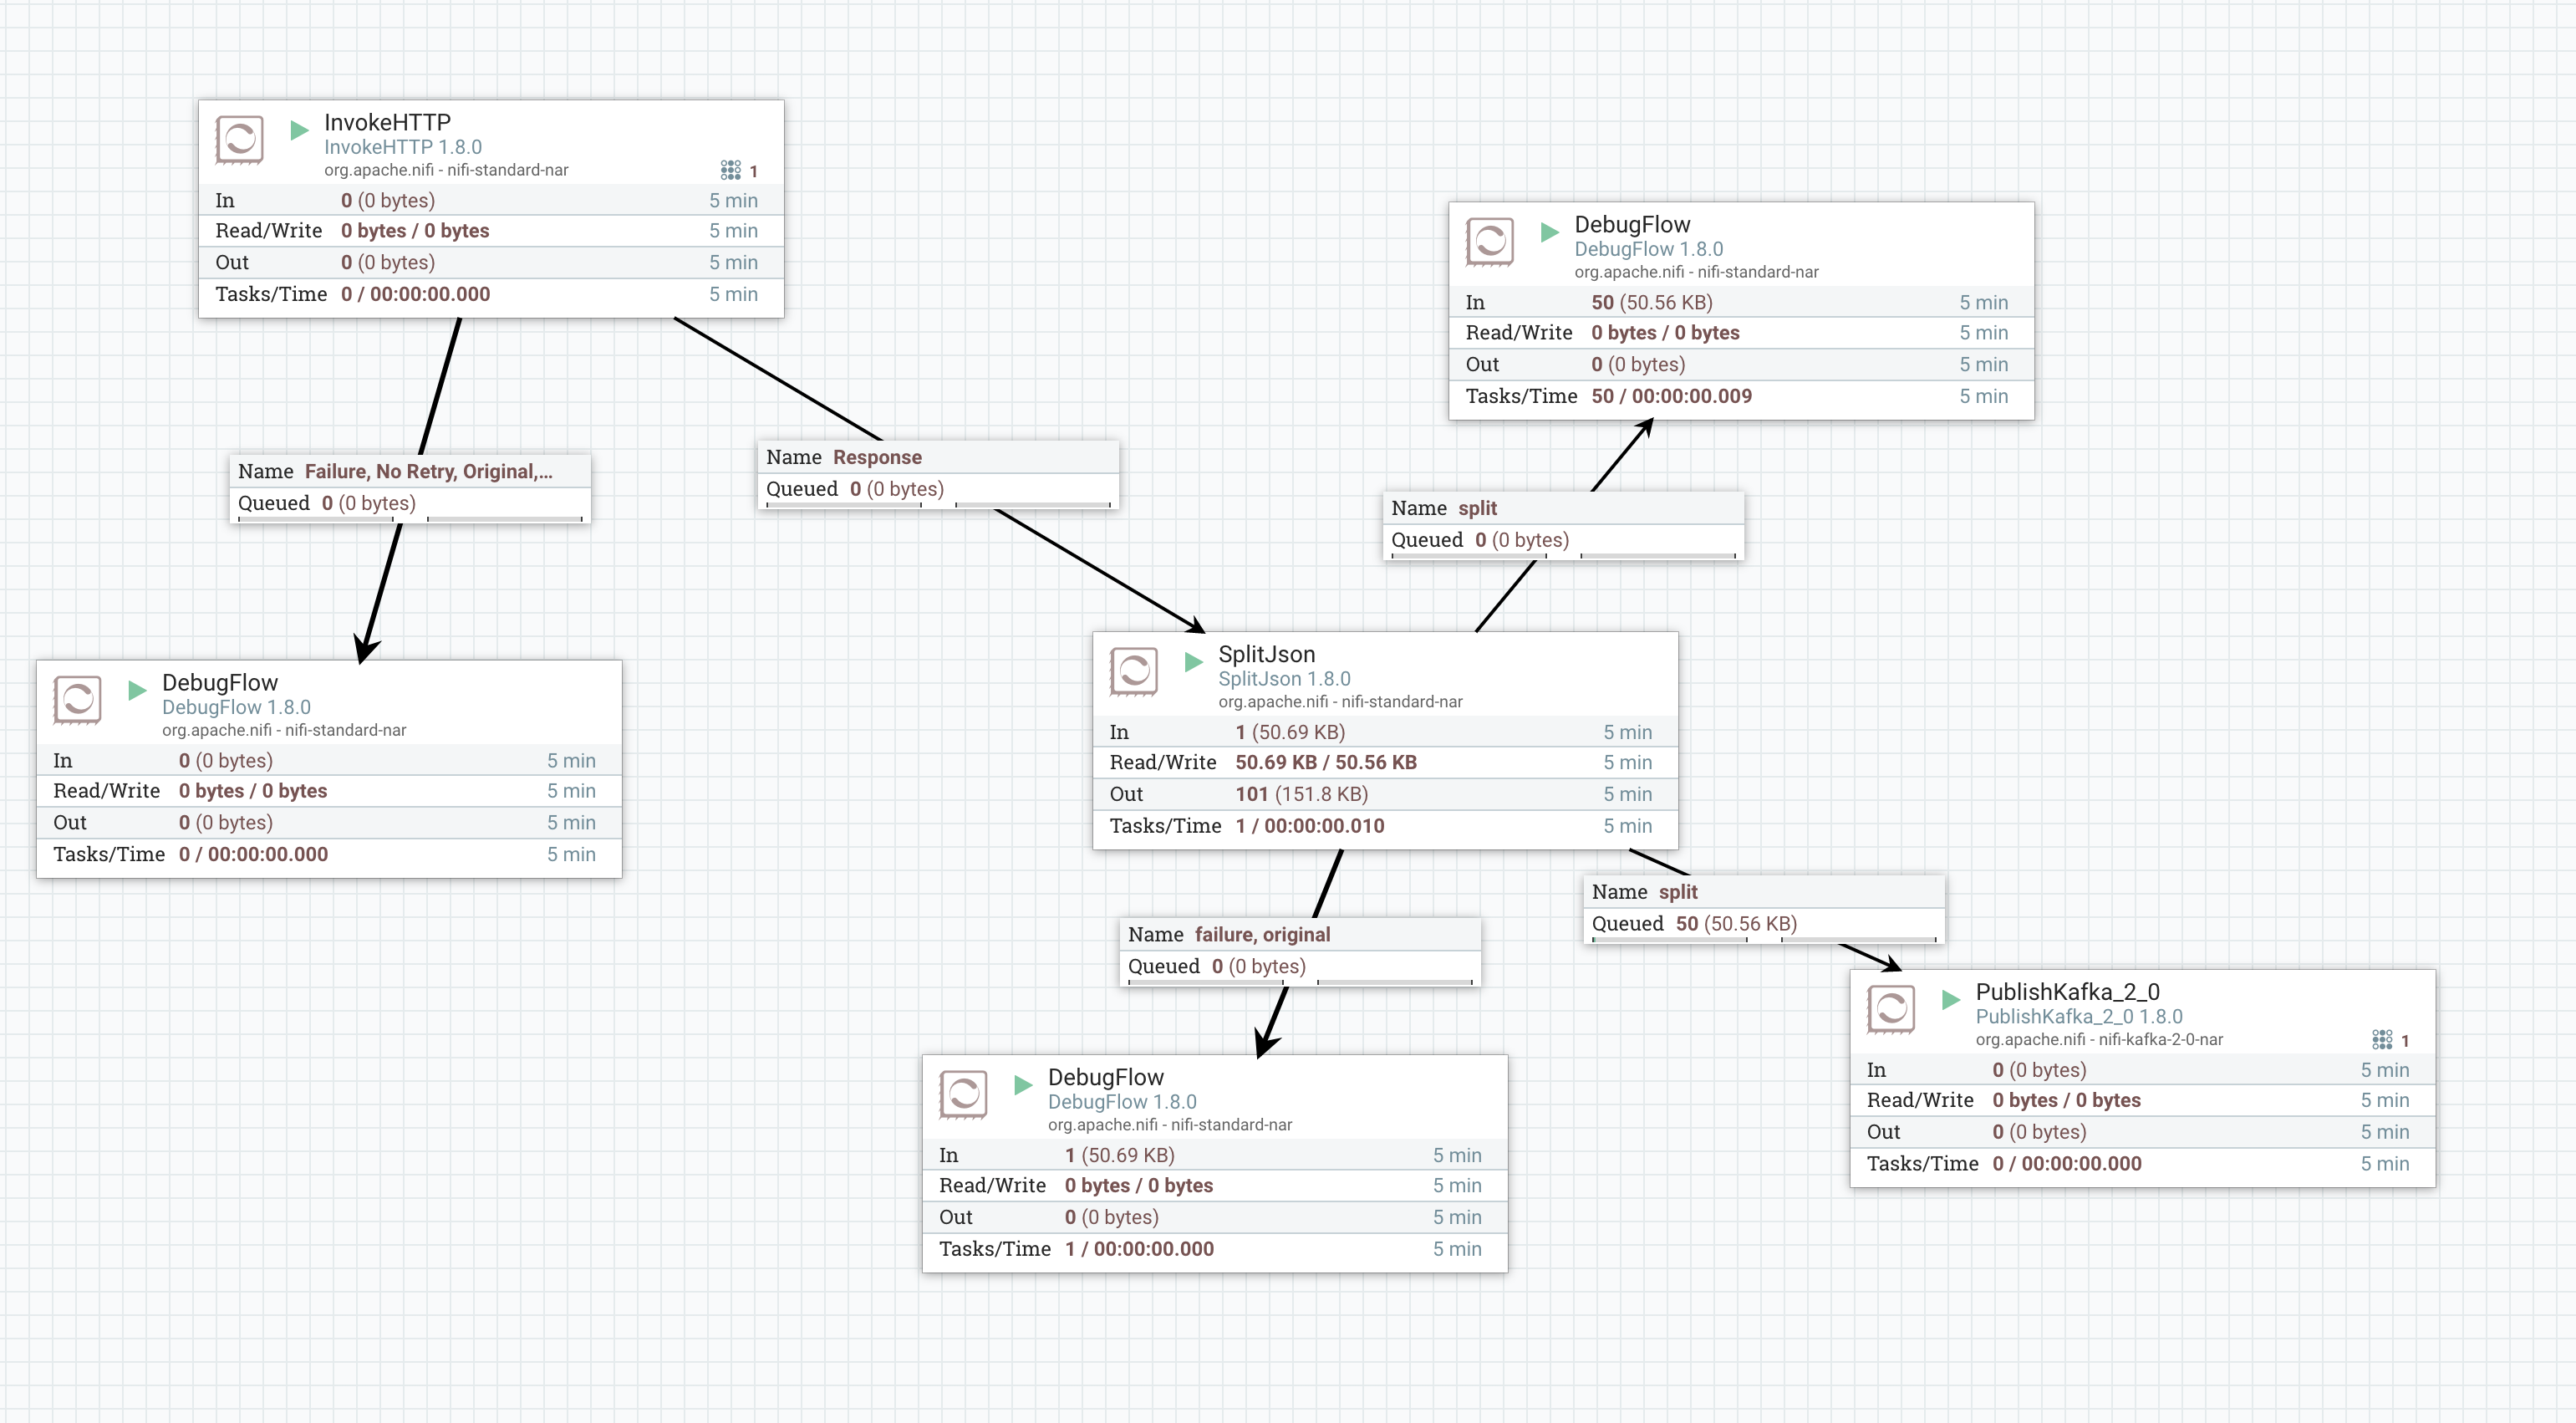 InvokeHTTP
InvokeHTTP 1.8.0
org.apache.nifi - nifi-standard-nar
1
In 0 (0 bytes) 5 min
Read/Write 0 bytes / 0 bytes 5 min
Out 0 (0 bytes) 5 min
Tasks/Time 0 / 00:00:00.000 5 min
DebugFlow
DebugFlow 1.8.0
org.apache.nifi - nifi-standard-nar
In 50 (50.56 KB) 5 min
Read/Write 0 bytes / 0 bytes 5 min
Out 0 (0 bytes) 5 min
Tasks/Time 50 / 00:00:00.009 5 min
Name Failure, No Retry, Original,...
Queued 0 (0 bytes)
Name Response
Queued 0 (0 bytes)
Name split
Queued 0 (0 bytes)
DebugFlow
DebugFlow 1.8.0
org.apache.nifi - nifi-standard-nar
In 0 (0 bytes) 5 min
Read/Write 0 bytes / 0 bytes 5 min
Out 0 (0 bytes) 5 min
Tasks/Time 0 / 00:00:00.000 5 min
SplitJson
SplitJson 1.8.0
org.apache.nifi - nifi-standard-nar
In 1 (50.69 KB) 5 min
Read/Write 50.69 KB / 50.56 KB 5 min
Out 101 (151.8 KB) 5 min
Tasks/Time 1 / 00:00:00.010 5 min
Name failure, original
Queued 0 (0 bytes)
Name split
Queued 50 (50.56 KB)
DebugFlow
DebugFlow 1.8.0
org.apache.nifi - nifi-standard-nar
In 1 (50.69 KB) 5 min
Read/Write 0 bytes / 0 bytes 5 min
Out 0 (0 bytes) 5 min
Tasks/Time 1 / 00:00:00.000 5 min
PublishKafka_2_0
PublishKafka_2_0 1.8.0
org.apache.nifi - nifi-kafka-2-0-nar
1
In 0 (0 bytes) 5 min
Read/Write 0 bytes / 0 bytes 5 min
Out 0 (0 bytes) 5 min
Tasks/Time 0 / 00:00:00.000 5 min